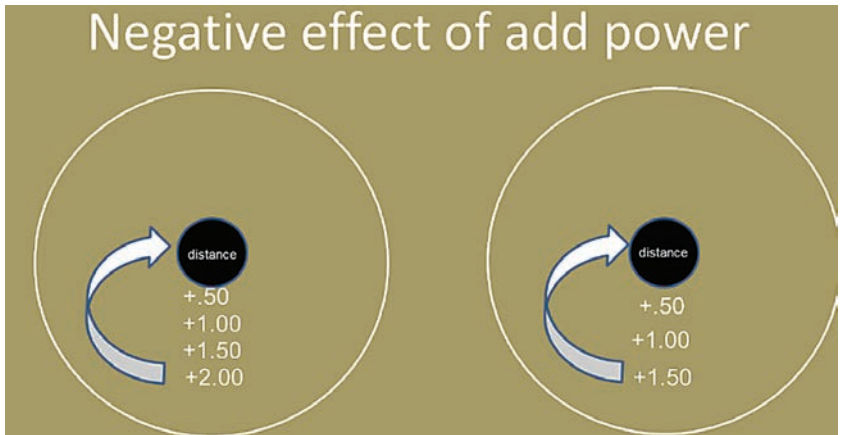 Negative effect of add power
distance
+.50
+1.00
+1.50
+2.00
distance
+.50
+1.00
+1.50